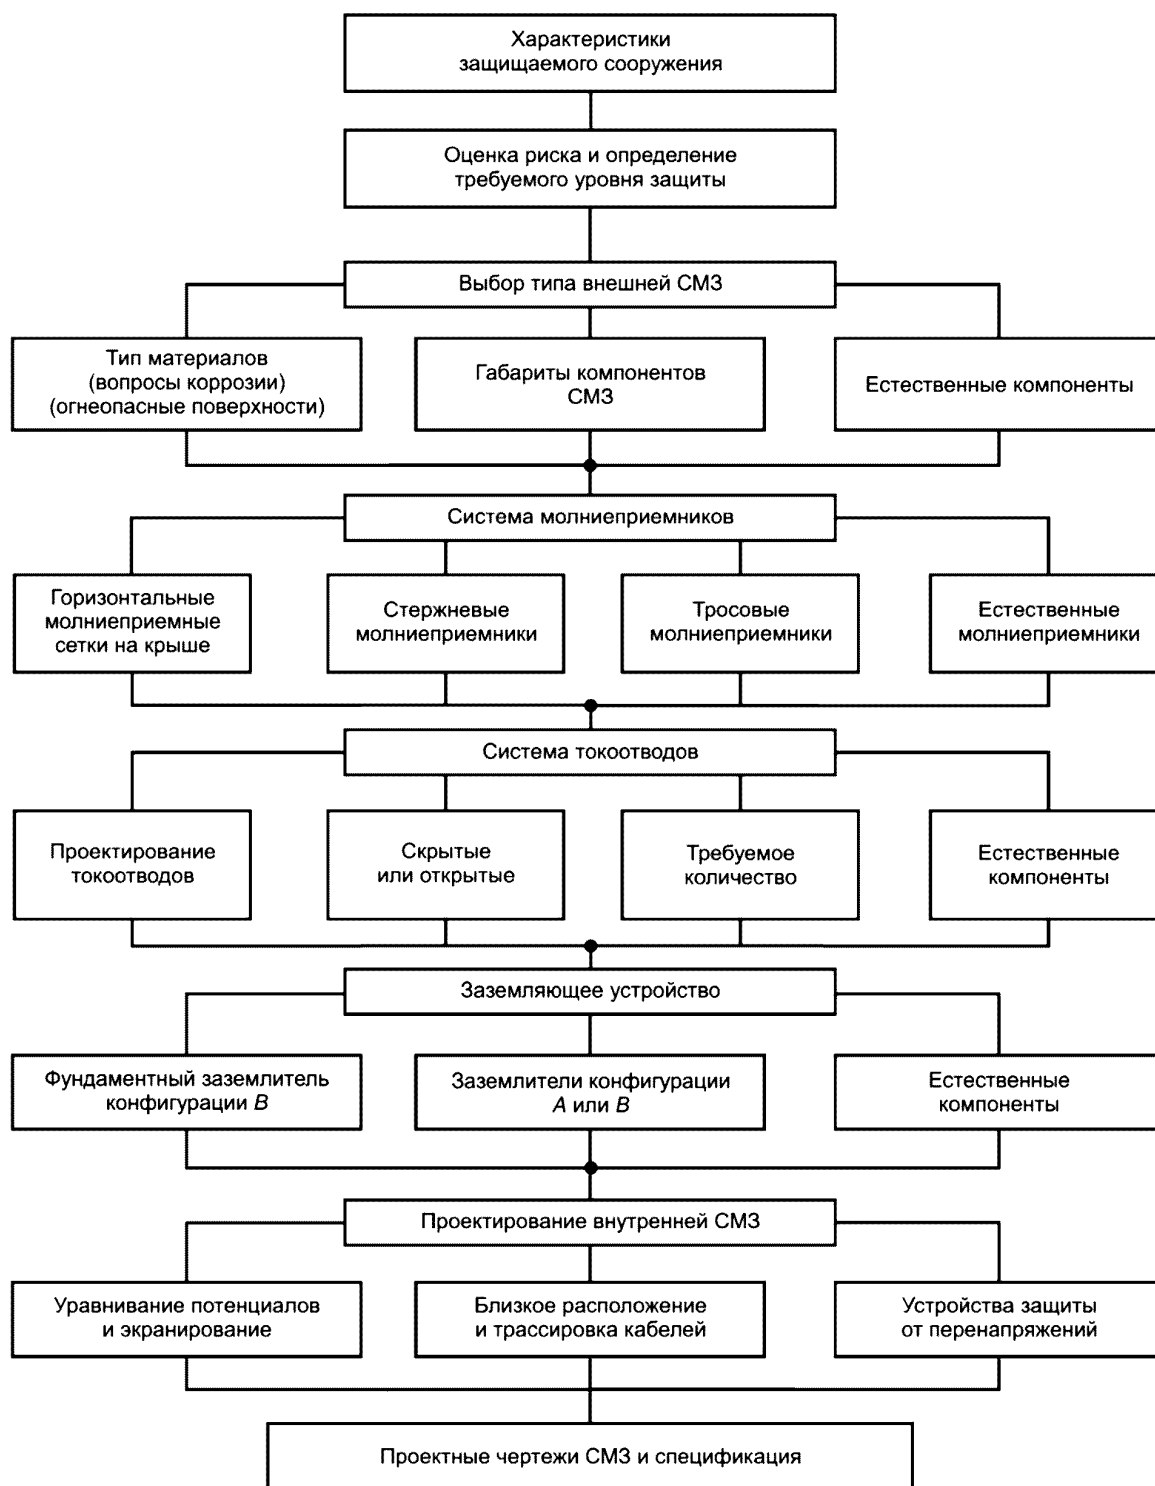 Характеристики
защищаемого сооружения
Оценка риска и определение
требуемого уровня защиты
Выбор типа внешней СМЗ
Тип материалов
(вопросы коррозии)
(огнеопасные поверхности)
Габариты компонентов
СМЗ
Естественные компоненты
Система молниеприемников
Горизонтальные
молниеприемные
сетки на крыше
Стержневые
молниеприемники
Тросовые
молниеприемники
Естественные
молниеприемники
Система токоотводов
Проектирование
токоотводов
Скрытые
или открытые
Требуемое
количество
Естественные
компоненты
Заземляющее устройство
Фундаментный заземлитель
конфигурации B
Заземлители конфигурации
A или B
Естественные
компоненты
Проектирование внутренней СМЗ
Уравнивание потенциалов
и экранирование
Близкое расположение
и трассировка кабелей
Устройства защиты
от перенапряжений
Проектные чертежи СМЗ и спецификация